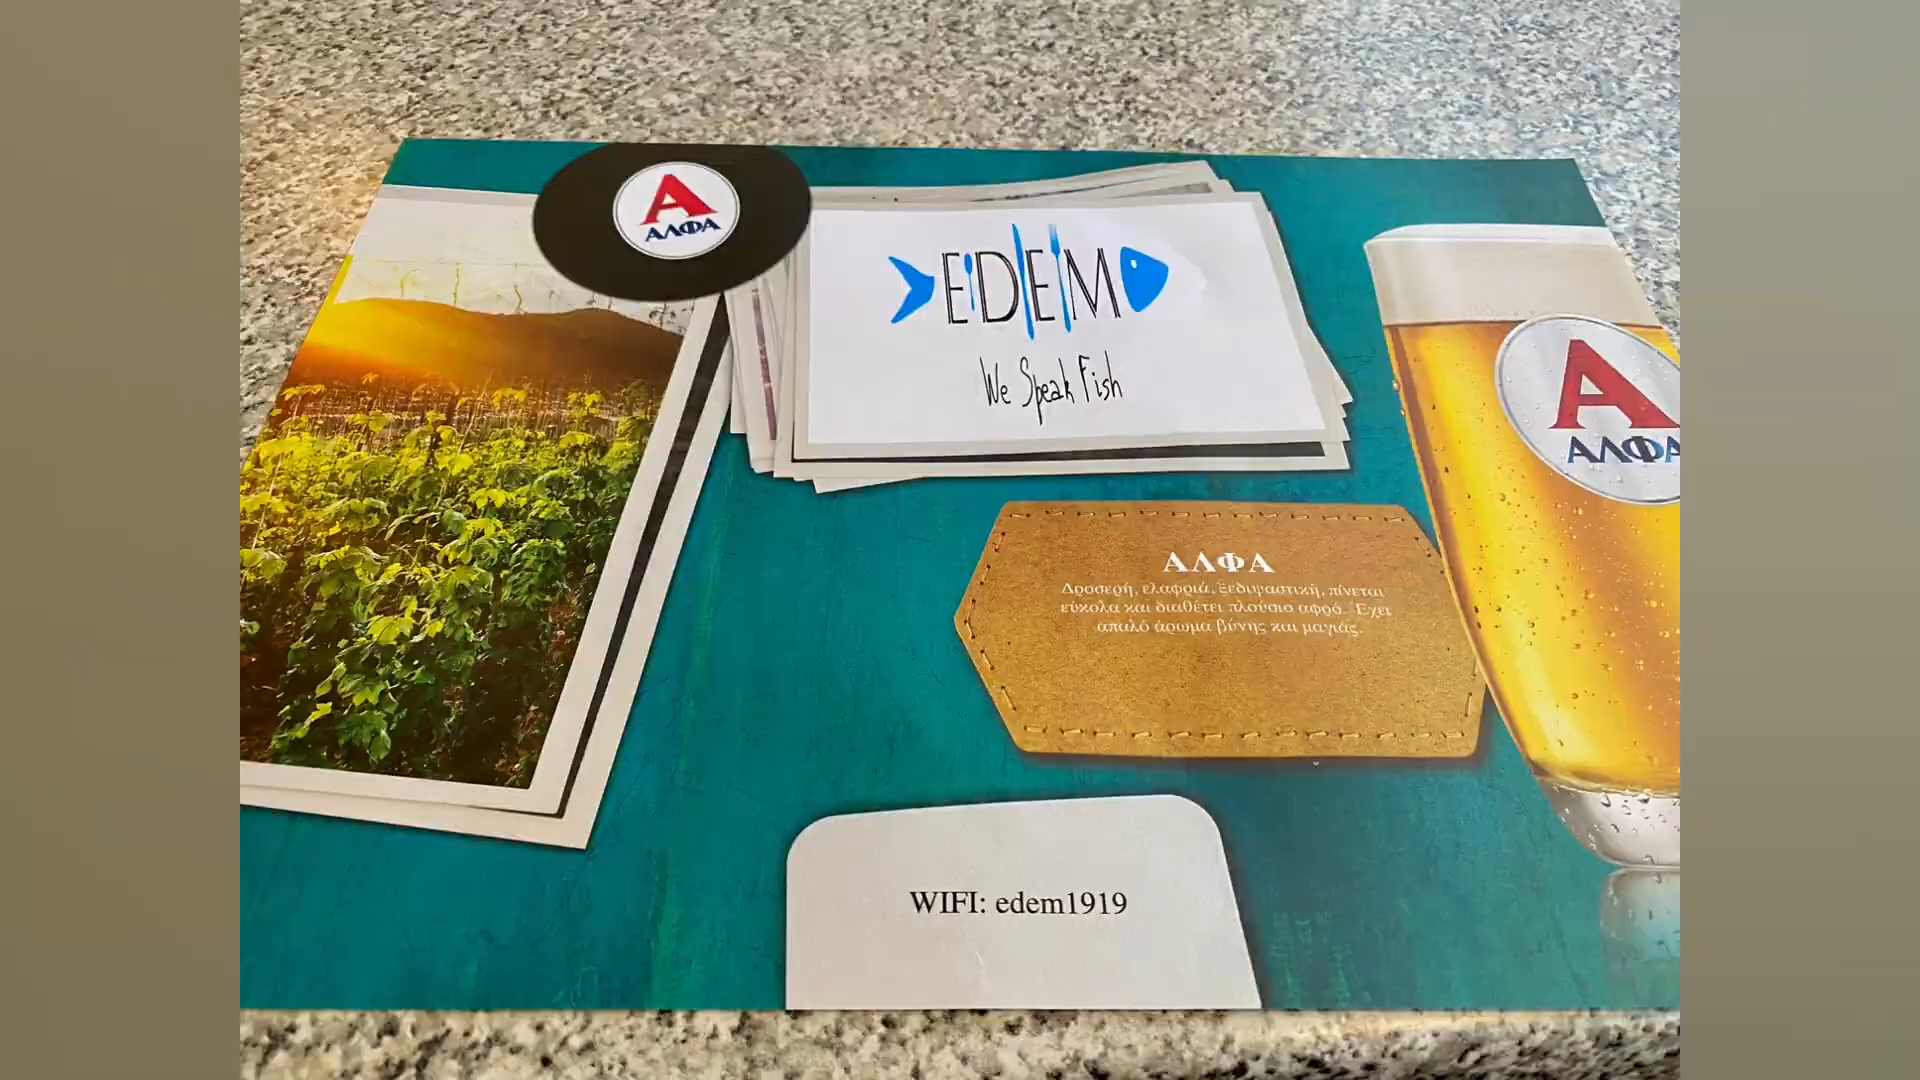 Α
ΑΛΦΑ
EDEM
We Speak Fish
Α
ΑΛΦΑ
ΑΛΦΑ
Δροσερή, ελαφριά, ξεδιψαστική, πίνεται
εύκολα και διαθέτει πλούσιο αφρό. Έχει
απαλό άρωμα βύνης και μαγιάς.
WIFI: edem1919